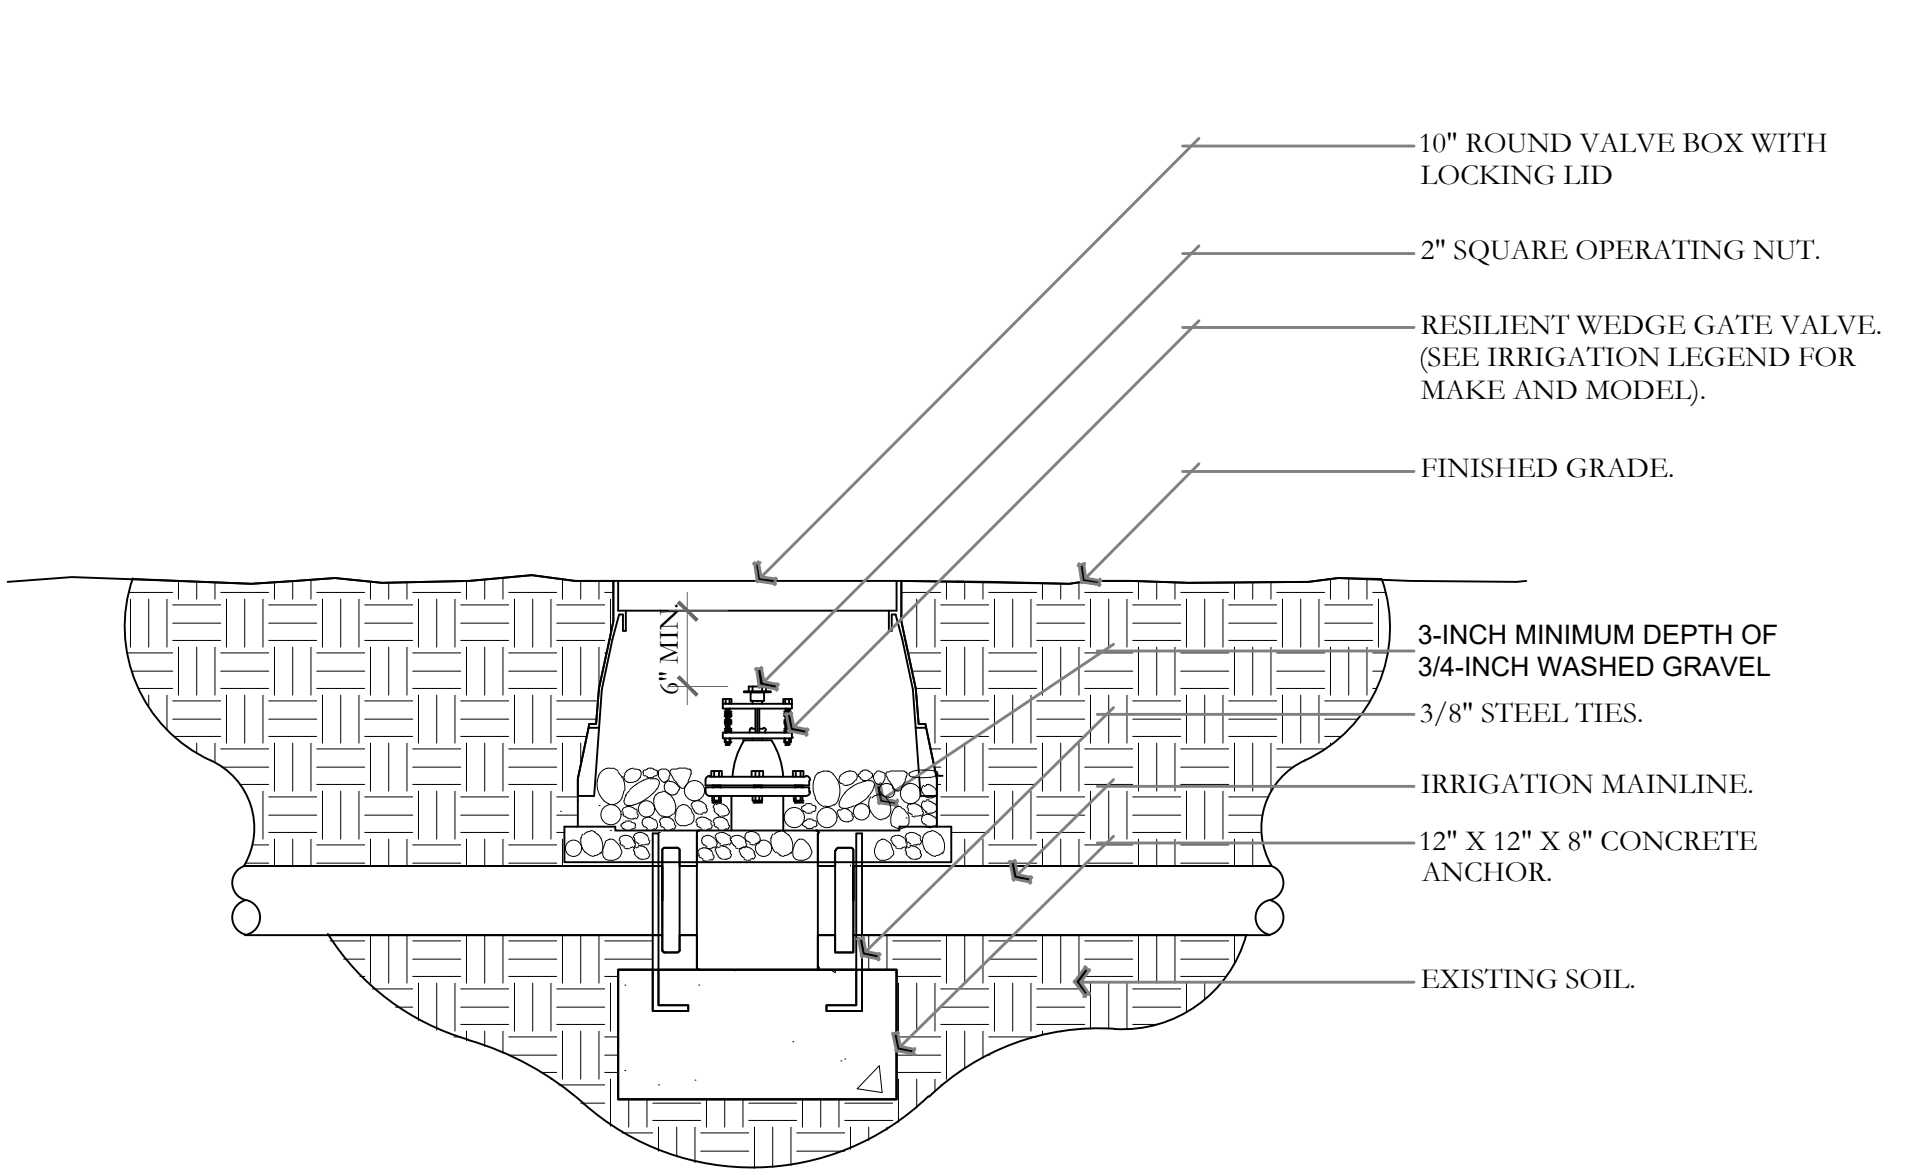 10" ROUND VALVE BOX WITH
LOCKING LID
2" SQUARE OPERATING NUT.
RESILIENT WEDGE GATE VALVE.
(SEE IRRIGATION LEGEND FOR
MAKE AND MODEL).
FINISHED GRADE.
6" MIN.
3-INCH MINIMUM DEPTH OF
3/4-INCH WASHED GRAVEL
3/8" STEEL TIES.
IRRIGATION MAINLINE.
12" X 12" X 8" CONCRETE
ANCHOR.
EXISTING SOIL.